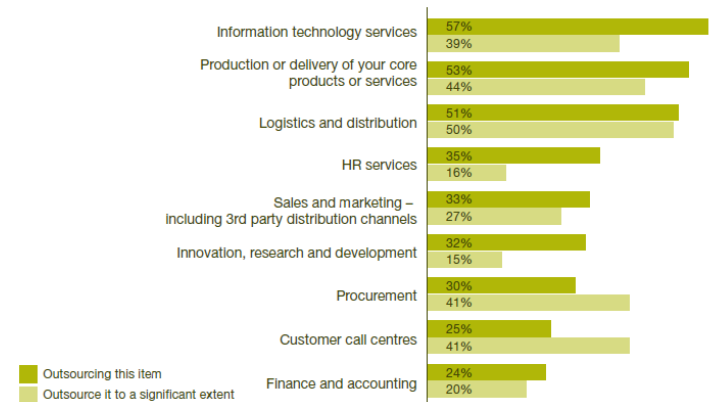 Information technology services
57%
39%
Production or delivery of your core
products or services
53%
44%
Logistics and distribution
51%
50%
HR services
35%
16%
Sales and marketing –
including 3rd party distribution channels
33%
27%
Innovation, research and development
32%
15%
Procurement
30%
41%
Customer call centres
25%
41%
Finance and accounting
24%
20%
Outsourcing this item
Outsource it to a significant extent